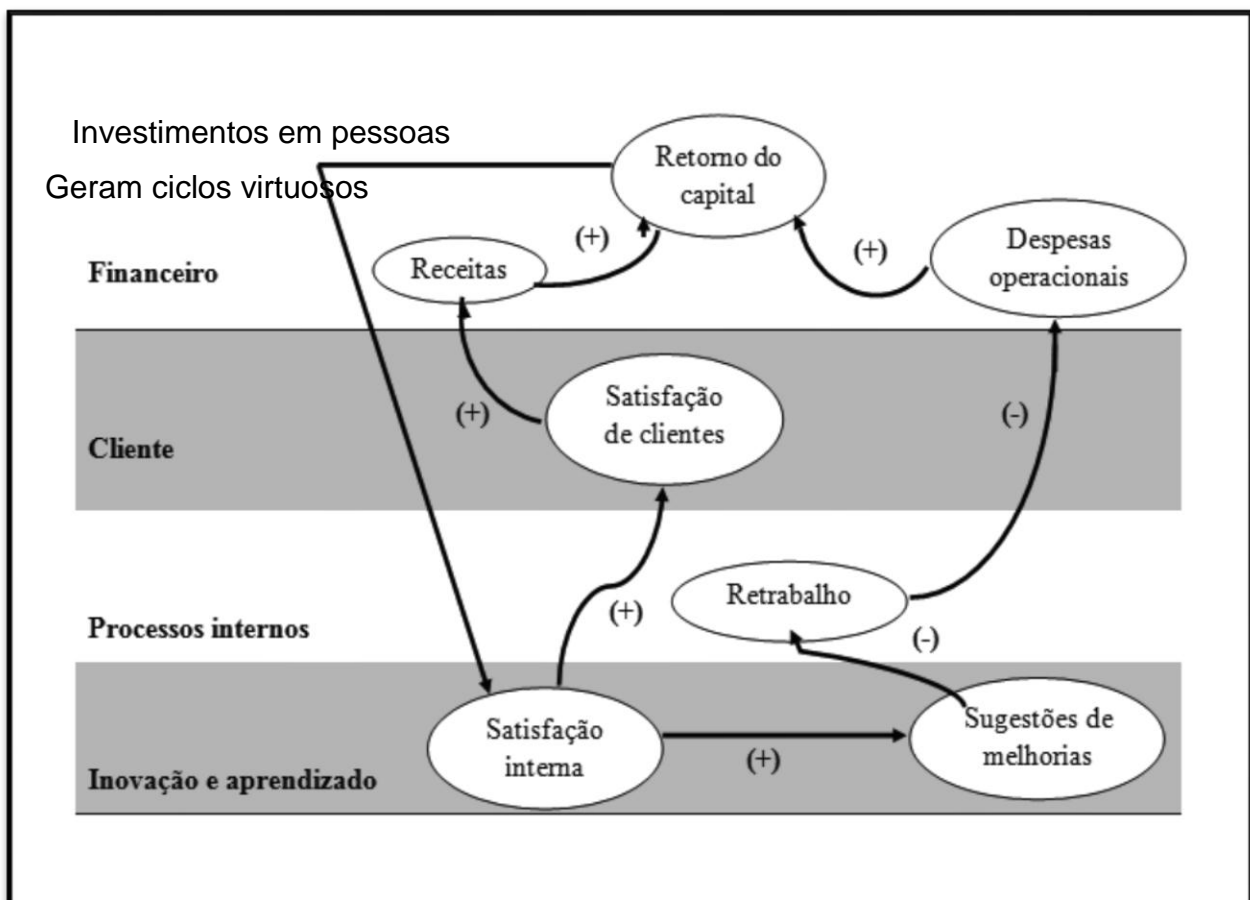 Investimentos em pessoas
Geram ciclos virtuosos
Retorno do
capital
(+)
(+)
Despesas
operacionais
Receitas
Financeiro
Satisfação
de clientes
(+)
(-)
Cliente
Retrabalho
(+)
(-)
Processos internos
Satisfação
interna
(+)
Sugestões de
melhorias
Inovação e aprendizado